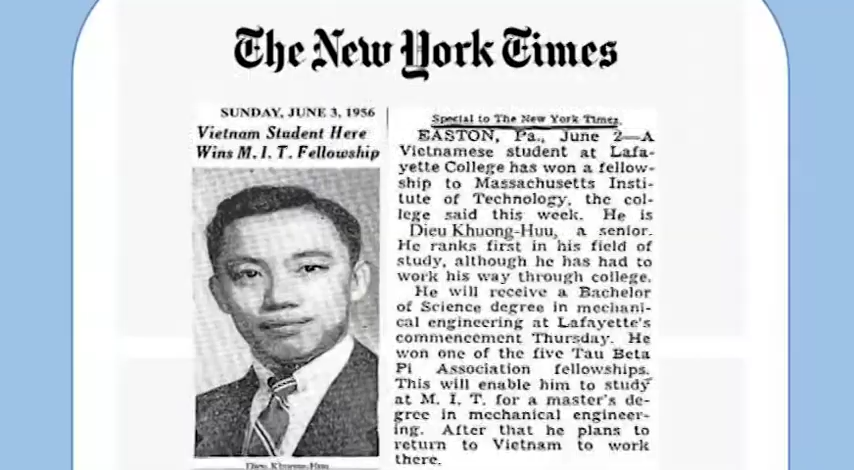 The New York Times
SUNDAY, JUNE 3, 1956
Vietnam Student Here
Wins M. I. T. Fellowship
Dieu Khuong-Huu
Special to The New York Times.
EASTON, Pa., June 2—A
Vietnamese student at Lafa-
yette College has won a fellow-
ship to Massachusetts Insti-
tute of Technology, the col-
lege said this week. He is
Dieu Khuong-Huu, a senior.
He ranks first in his field of
study, although he has had to
work his way through college.
He will receive a Bachelor
of Science degree in mechani-
cal engineering at Lafayette's
commencement Thursday. He
won one of the five Tau Beta
Pi Association fellowships.
This will enable him to study
at M. I. T. for a master's de-
gree in mechanical engineer-
ing. After that he plans to
return to Vietnam to work
there.